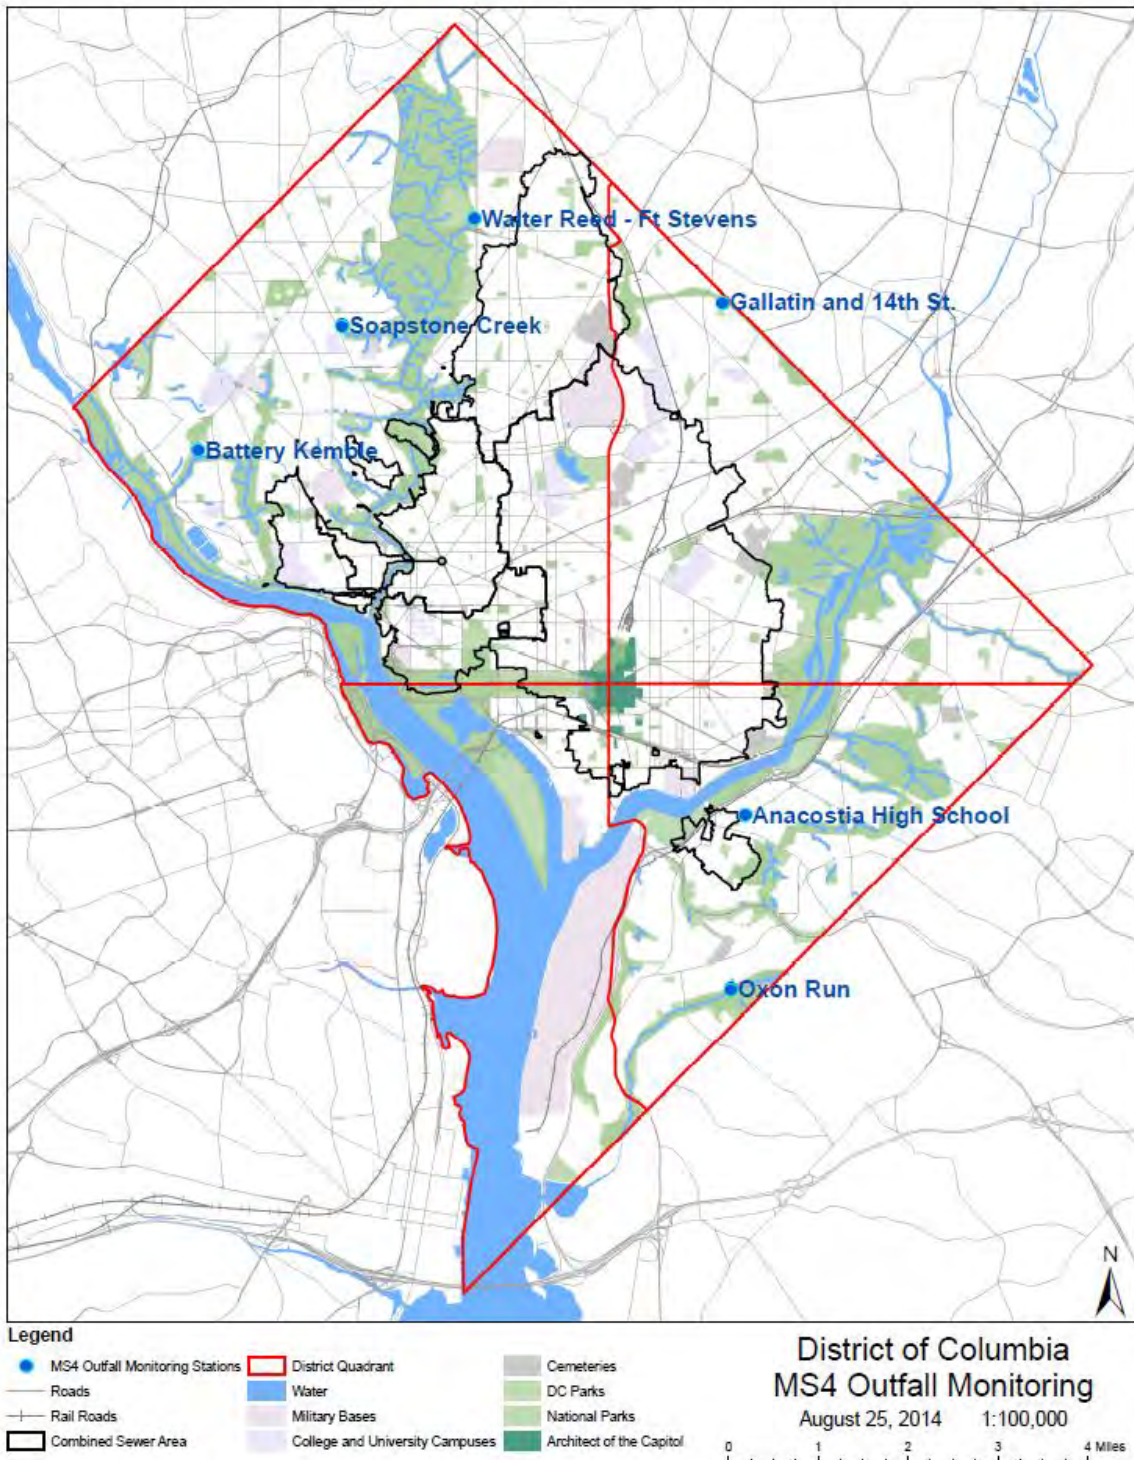 Walter Reed - Ft Stevens
Gallatin and 14th St.
Soapstone Creek
Battery Kemble
Anacostia High School
Oxon Run
N
Legend
MS4 Outfall Monitoring Stations
Roads
Rail Roads
Combined Sewer Area
District Quadrant
Water
Military Bases
College and University Campuses
Cemeteries
DC Parks
National Parks
Architect of the Capitol
District of Columbia
MS4 Outfall Monitoring
August 25, 2014 1:100,000
0 1 2 3 4 Miles